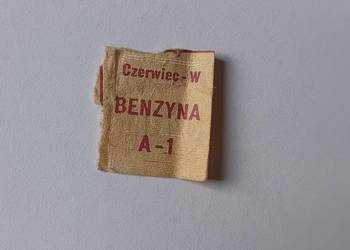 Czerwiec - W
BENZYNA
A-1